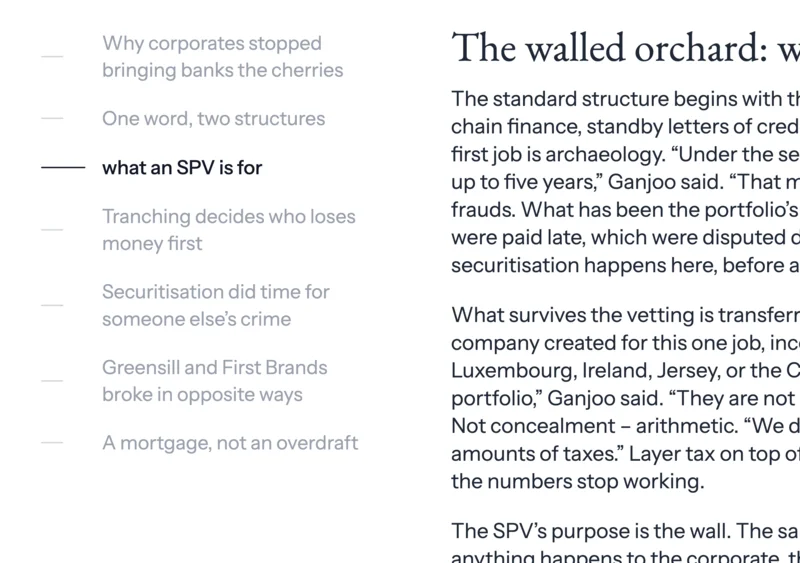 Why corporates stopped
bringing banks the cherries
One word, two structures
what an SPV is for
Tranching decides who loses
money first
Securitisation did time for
someone else's crime
Greensill and First Brands
broke in opposite ways
A mortgage, not an overdraft
The walled orchard:
The standard structure begins with
chain finance, standby letters of
first job is archaeology. “Under the
up to five years,” Ganjoo said. “That
frauds. What has been the portfolio’s
were paid late, which were disputed
securitisation happens here, before
What survives the vetting is
company created for this one job,
Luxembourg, Ireland, Jersey, or the
portfolio,” Ganjoo said. “They are not
Not concealment – arithmetic. “We
amounts of taxes.” Layer tax on top
the numbers stop working.
The SPV’s purpose is the wall. The
anything happens to the corporate,